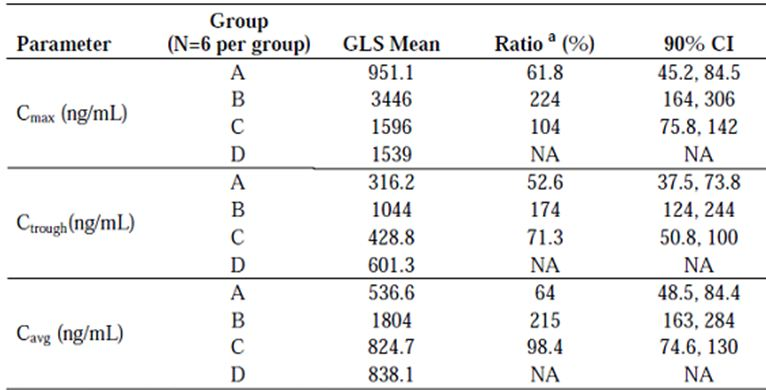 Parameter Group (N=6 per group) GLS Mean Ratio a (%) 90% CI
Cmax (ng/mL)
A 951.1 61.8 45.2, 84.5
B 3446 224 164, 306
C 1596 104 75.8, 142
D 1539 NA NA
Ctrough(ng/mL)
A 316.2 52.6 37.5, 73.8
B 1044 174 124, 244
C 428.8 71.3 50.8, 100
D 601.3 NA NA
Cavg (ng/mL)
A 536.6 64 48.5, 84.4
B 1804 215 163, 284
C 824.7 98.4 74.6, 130
D 838.1 NA NA